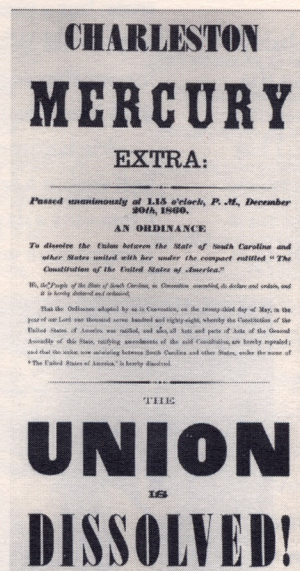 CHARLESTON
MERCURY
EXTRA:
Passed unanimously at 1.15 o'clock, P. M., December
20th, 1860.
AN ORDINANCE
To dissolve the Union between the State of South Carolina and
other States united with her under the compact entitled "The
Constitution of the United States of America."
We, the People of the State of South Carolina, in Convention assembled, do declare and ordain, and
it is hereby declared and ordained,
That the Ordinance adopted by us in Convention, on the twenty-third day of May, in the
year of our Lord one thousand seven hundred and eighty-eight, whereby the Constitution of the
United States of America was ratified, and also, all Acts and parts of Acts of the General
Assembly of this State, ratifying amendments of the said Constitution, are hereby repealed;
and that the union now subsisting between South Carolina and other States, under the name of
"The United States of America," is hereby dissolved.
THE
UNION
IS
DISSOLVED!